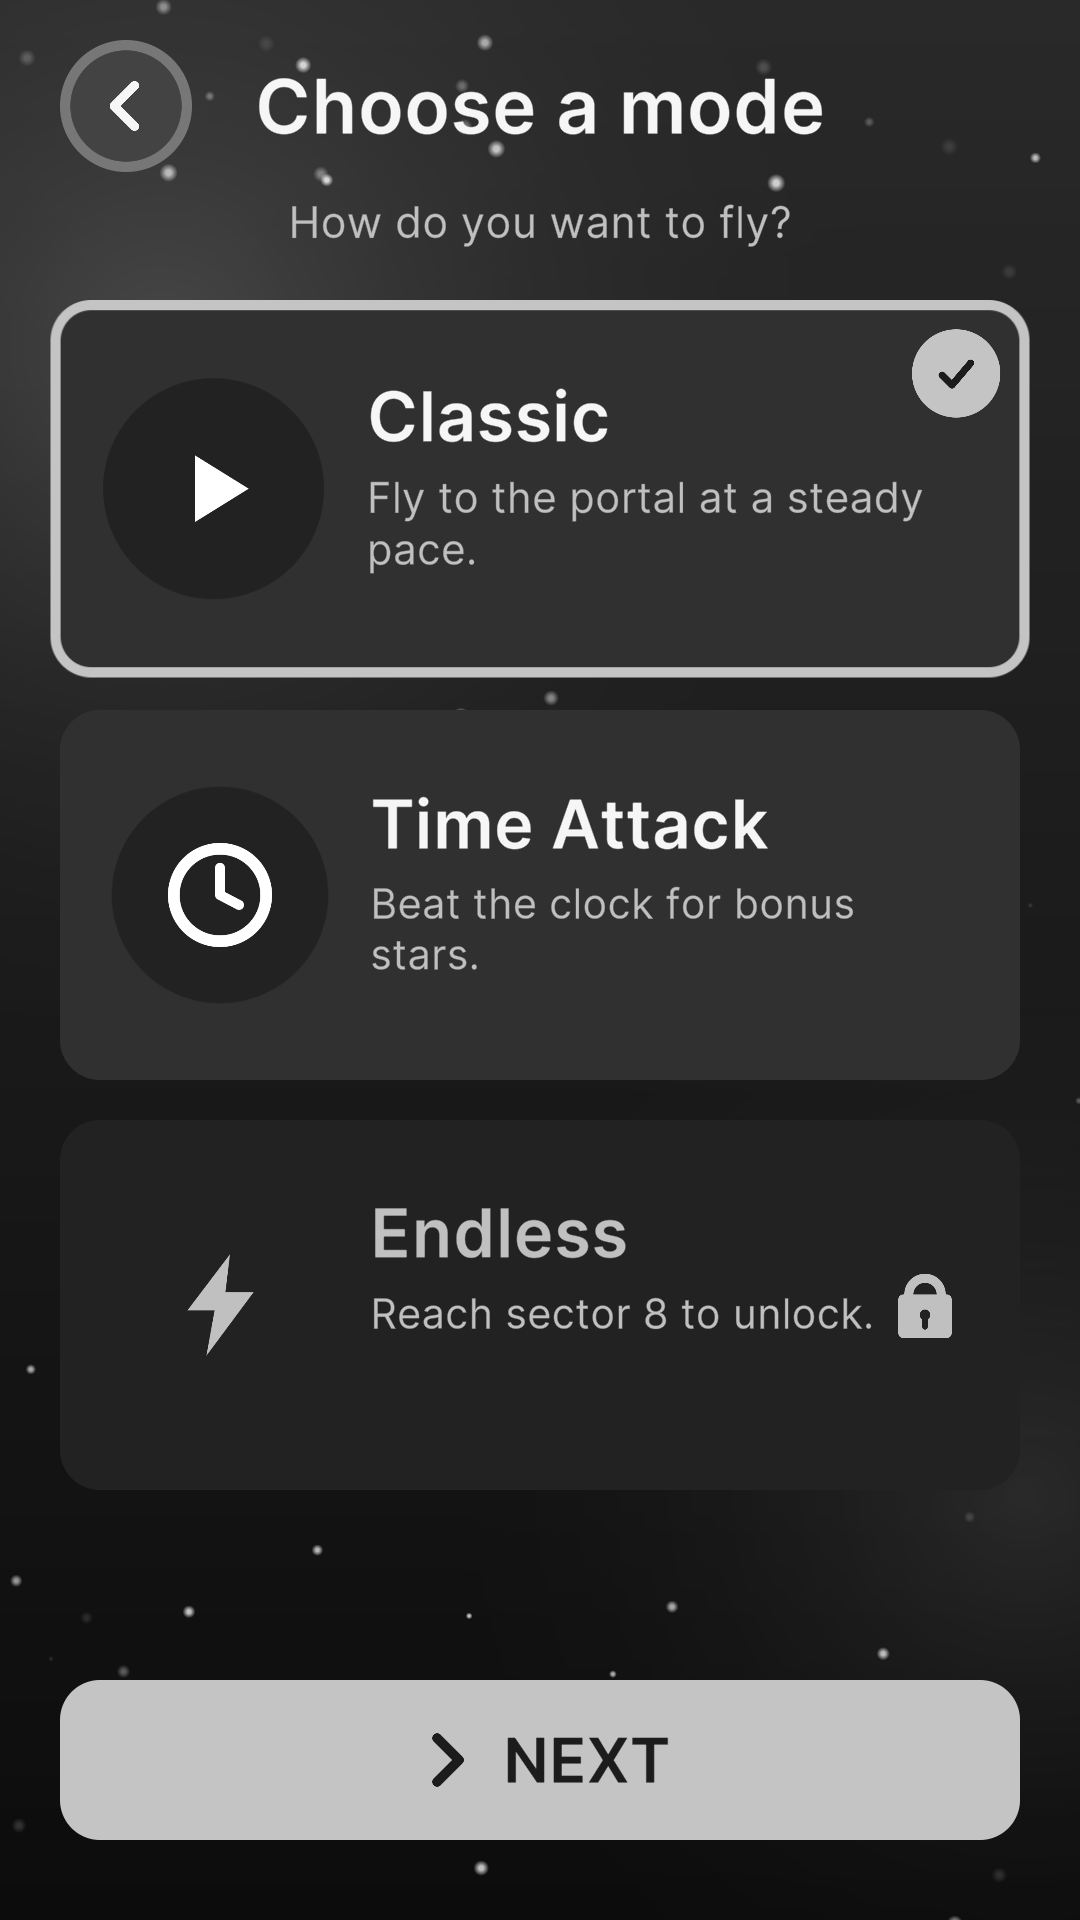 Choose a mode
How do you want to fly?
Classic
Fly to the portal at a steady
pace.
Time Attack
Beat the clock for bonus
stars.
Endless
Reach sector 8 to unlock.
NEXT